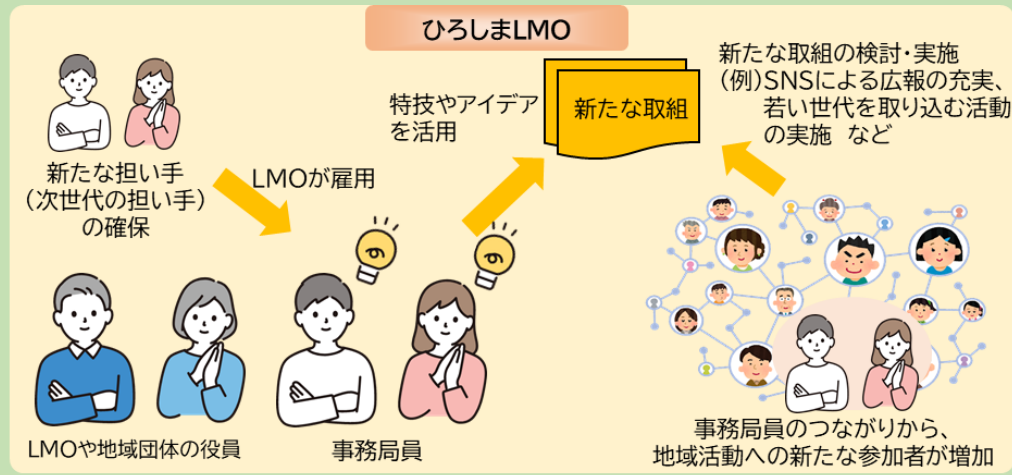 ひろしまLMO
新たな担い手
（次世代の担い手）
の確保
LMOが雇用
特技やアイデア
を活用
新たな取組
新たな取組の検討・実施
（例）SNSによる広報の充実、
若い世代を取り込む活動
の実施 など
LMOや地域団体の役員
事務局員
事務局員のつながりから、
地域活動への新たな参加者が増加